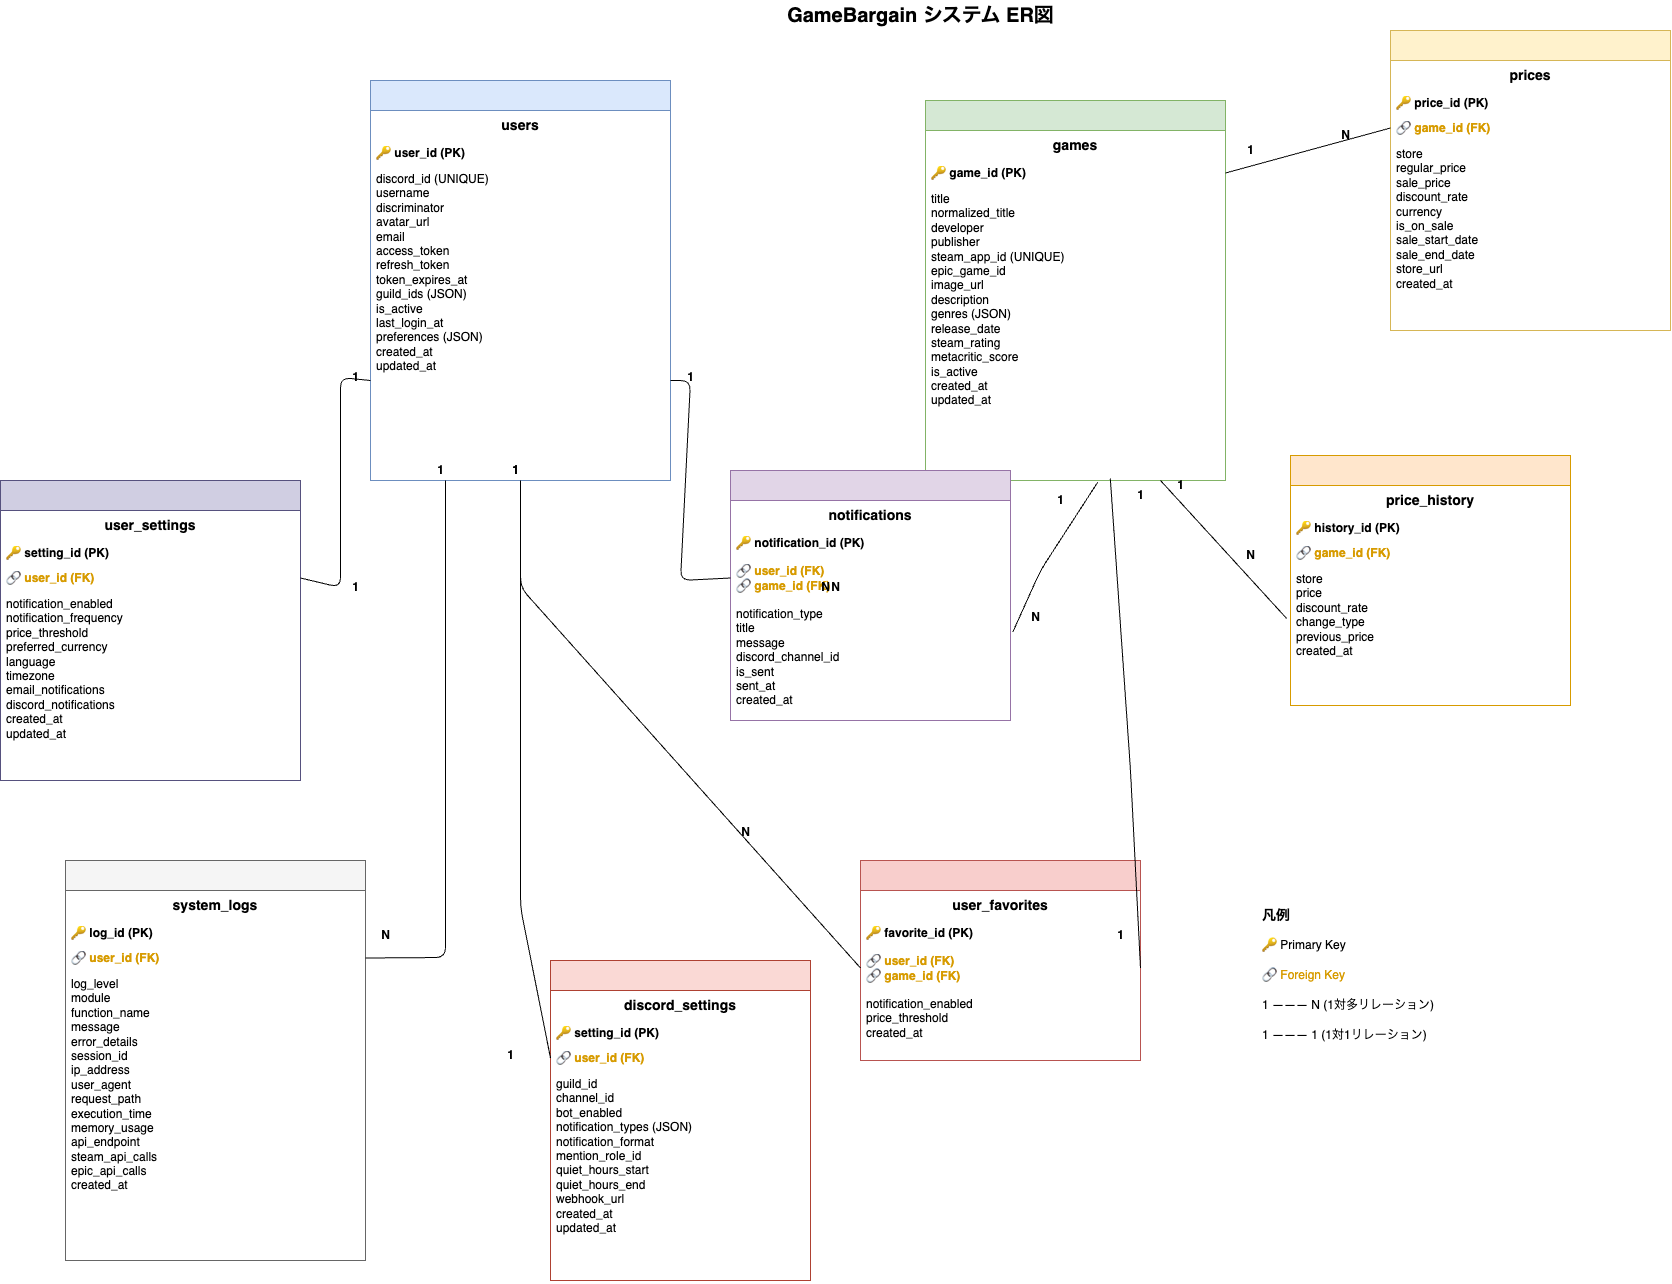 GameBargain システム ER図
users
🔑 user_id (PK)
discord_id (UNIQUE)
username
discriminator
avatar_url
email
access_token
refresh_token
token_expires_at
guild_ids (JSON)
is_active
last_login_at
preferences (JSON)
created_at
updated_at
1
1
1
1
games
🔑 game_id (PK)
title
normalized_title
developer
publisher
steam_app_id (UNIQUE)
epic_game_id
image_url
description
genres (JSON)
release_date
steam_rating
metacritic_score
is_active
created_at
updated_at
1
N
1
1
1
prices
🔑 price_id (PK)
🔗 game_id (FK)
store
regular_price
sale_price
discount_rate
currency
is_on_sale
sale_start_date
sale_end_date
store_url
created_at
user_settings
🔑 setting_id (PK)
🔗 user_id (FK)
notification_enabled
notification_frequency
price_threshold
preferred_currency
language
timezone
email_notifications
discord_notifications
created_at
updated_at
1
notifications
🔑 notification_id (PK)
🔗 user_id (FK)
🔗 game_id (FK)
N
N
notification_type
title
message
discord_channel_id
is_sent
sent_at
created_at
N
price_history
🔑 history_id (PK)
🔗 game_id (FK)
store
price
discount_rate
change_type
previous_price
created_at
N
system_logs
🔑 log_id (PK)
🔗 user_id (FK)
log_level
module
function_name
message
error_details
session_id
ip_address
user_agent
request_path
execution_time
memory_usage
api_endpoint
steam_api_calls
epic_api_calls
created_at
N
discord_settings
🔑 setting_id (PK)
🔗 user_id (FK)
guild_id
channel_id
bot_enabled
notification_types (JSON)
notification_format
mention_role_id
quiet_hours_start
quiet_hours_end
webhook_url
created_at
updated_at
1
N
user_favorites
🔑 favorite_id (PK)
🔗 user_id (FK)
🔗 game_id (FK)
notification_enabled
price_threshold
created_at
1
凡例
🔑 Primary Key
🔗 Foreign Key
1 ——— N (1対多リレーション)
1 ——— 1 (1対1リレーション)